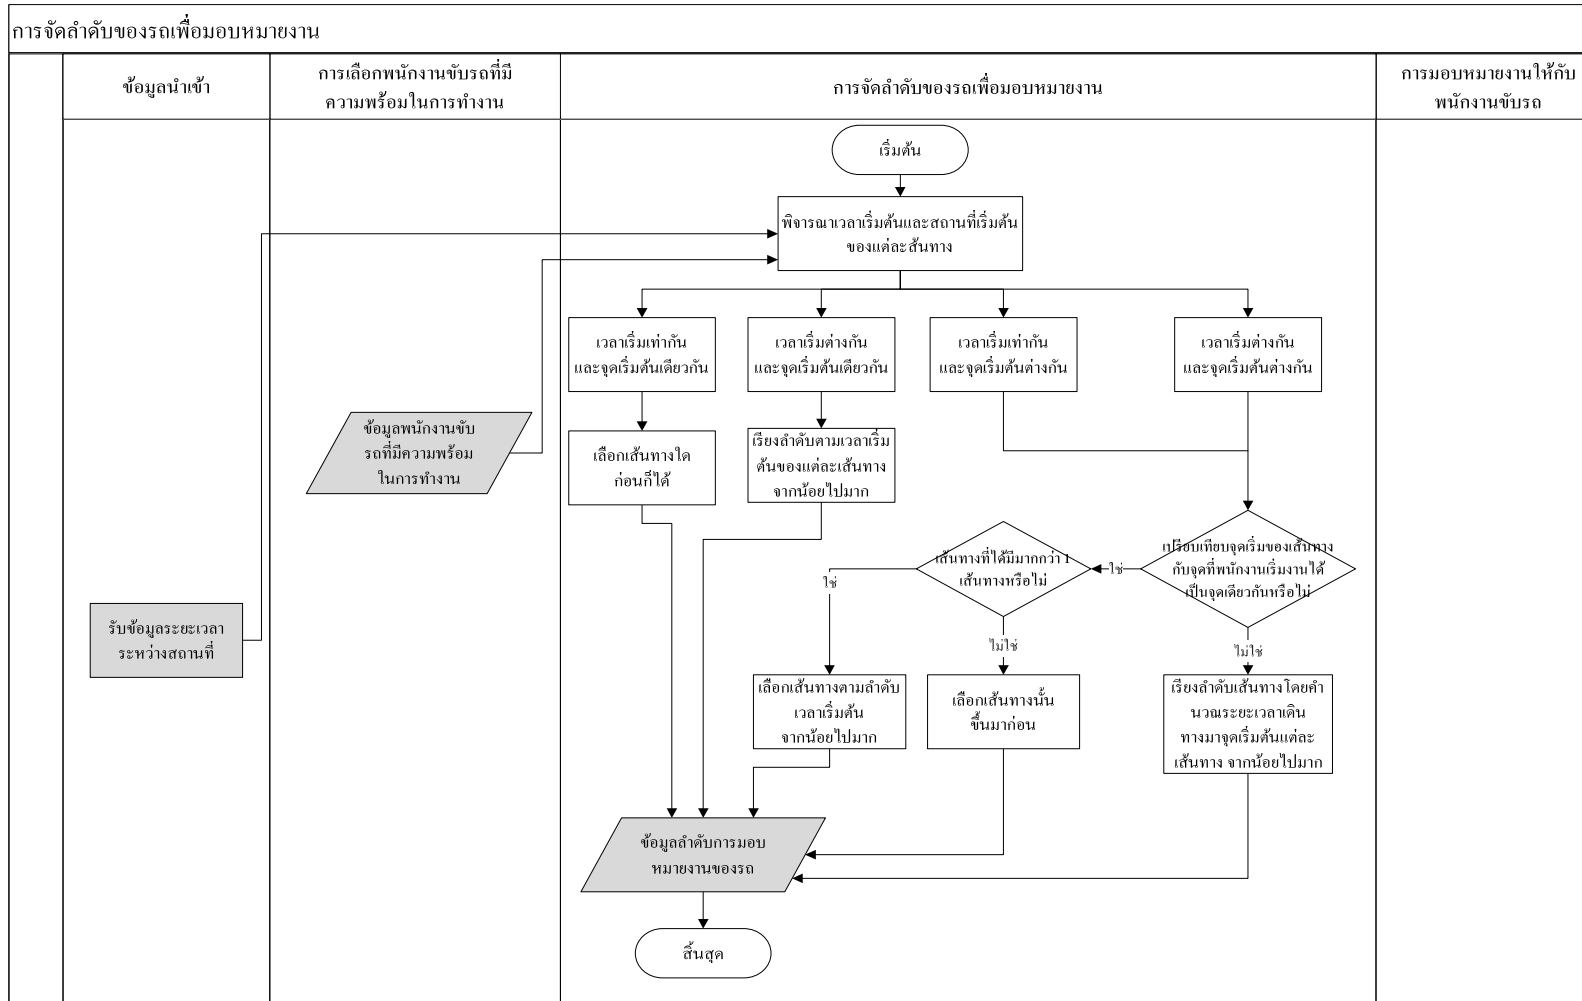 การจัดลำดับของรถเพื่อมอบหมายงาน
ข้อมูลนำเข้า
การเลือกพนักงานขับรถที่มี
ความพร้อมในการทำงาน
การจัดลำดับของรถเพื่อมอบหมายงาน
การมอบหมายงานให้กับ
พนักงานขับรถ
เริ่มต้น
พิจารณาเวลาเริ่มต้นและสถานที่เริ่มต้น
ของแต่ละส้นทาง
เวลาเริ่มเท่ากัน
และจุดเริ่มต้นเดียวกัน
เวลาเริ่มต่างกัน
และจุดเริ่มต้นเดียวกัน
เวลาเริ่มเท่ากัน
และจุดเริ่มต้นต่างกัน
เวลาเริ่มต่างกัน
และจุดเริ่มต้นต่างกัน
ข้อมูลพนักงานขับ
รถที่มีความพร้อม
ในการทำงาน
เลือกเส้นทางใด
ก่อนก็ได้
เรียงลำดับตามเวลาเริ่ม
ต้นของแต่ละเส้นทาง
จากน้อยไปมาก
เส้นทางที่ได้มีมากกว่า 1
เส้นทางหรือไม่
เปรียบเทียบจุดเริ่มของเส้นทาง
กับจุดที่พนักงานเริ่มงานได้
เป็นจุดเดียวกันหรือไม่
ใช่
ใช่
รับข้อมูลระยะเวลา
ระหว่างสถานที่
ไม่ใช่
ไม่ใช่
เลือกเส้นทางตามลำดับ
เวลาเริ่มต้น
จากน้อยไปมาก
เลือกเส้นทางนั้น
ขึ้นมาก่อน
เรียงลำดับเส้นทางโดยคำ
นวณระยะเวลาเดิน
ทางมาจุดเริ่มต้นแต่ละ
เส้นทาง จากน้อยไปมาก
ข้อมูลลำดับการมอบ
หมายงานของรถ
สิ้นสุด